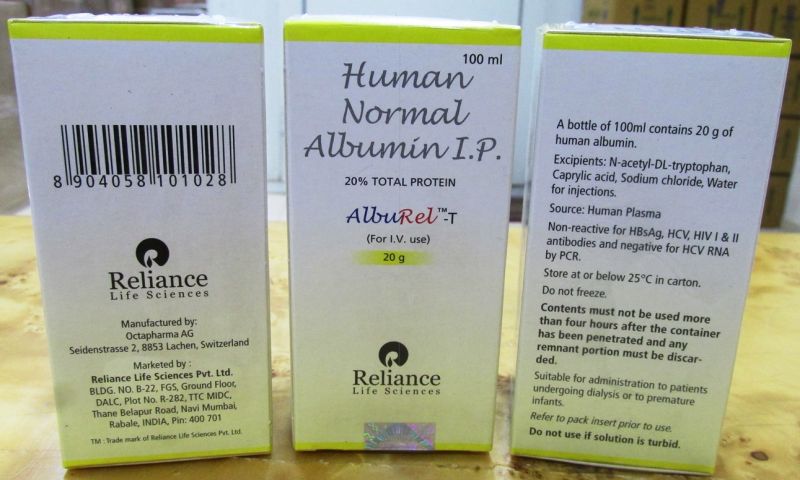 8 904058 101028
Reliance
Life Sciences
Manufactured by:
Octapharma AG
Seidenstrasse 2, 8853 Lachen, Switzerland
Marketed by :
Reliance Life Sciences Pvt. Ltd.
BLDG. NO. B-22, FGS, Ground Floor,
DALC, Plot No. R-282, TTC MIDC,
Thane Belapur Road, Navi Mumbai,
Rabale, INDIA, Pin: 400 701
TM : Trade mark of Reliance Life Sciences Pvt. Ltd.
100 ml
Human
Normal
Albumin I.P.
20% TOTAL PROTEIN
AlbuRel™-T
(For I.V. use)
20 g
Reliance
Life Sciences
A bottle of 100ml contains 20 g of
human albumin.
Excipients: N-acetyl-DL-tryptophan,
Caprylic acid, Sodium chloride, Water
for injections.
Source: Human Plasma
Non-reactive for HBsAg, HCV, HIV I & II
antibodies and negative for HCV RNA
by PCR.
Store at or below 25°C in carton.
Do not freeze.
Contents must not be used more
than four hours after the container
has been penetrated and any
remnant portion must be discar-
ded.
Suitable for administration to patients
undergoing dialysis or to premature
infants.
Refer to pack insert prior to use.
Do not use if solution is turbid.